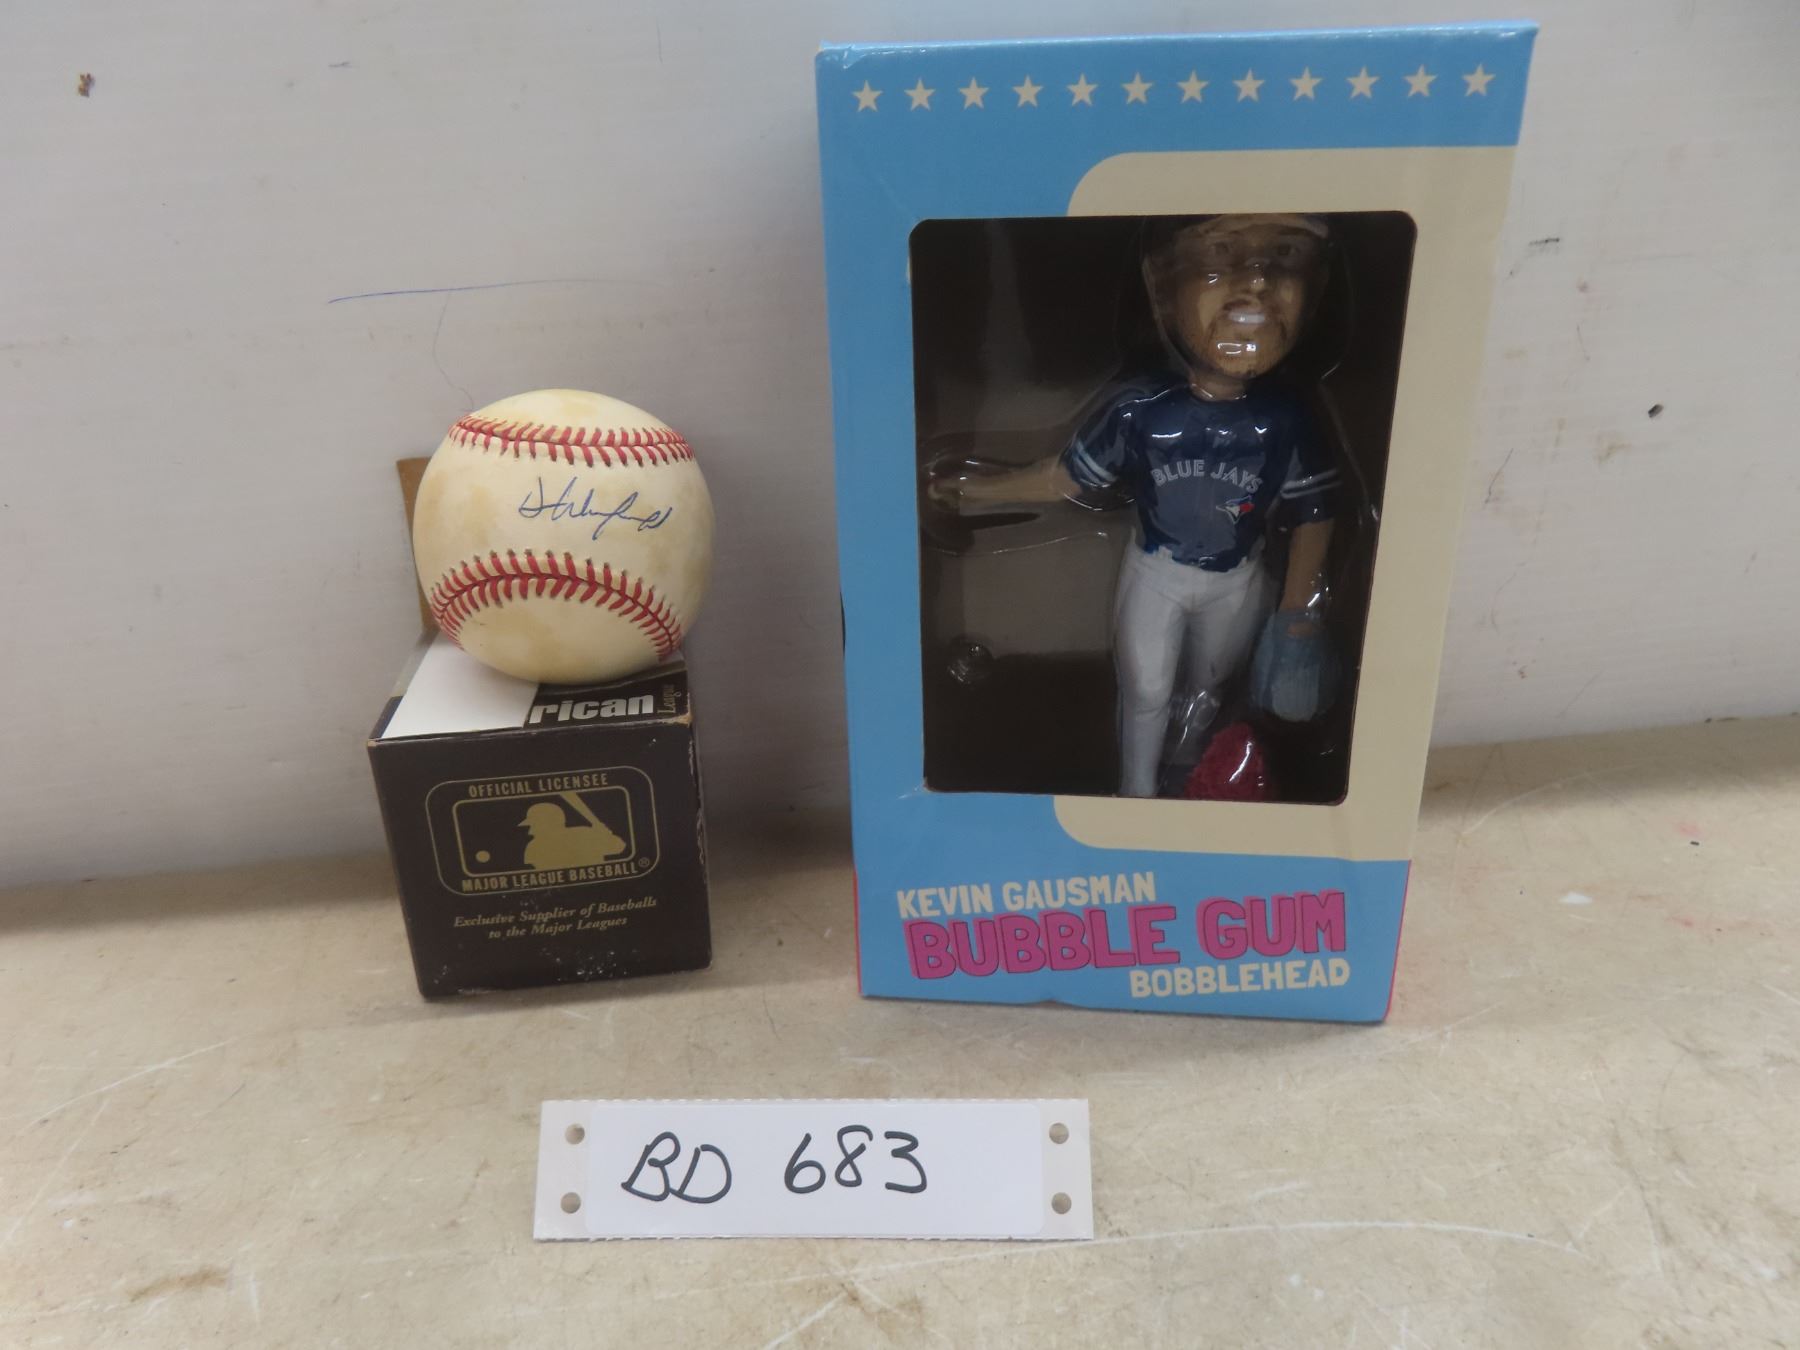 rican
League
OFFICIAL LICENSEE
MAJOR LEAGUE BASEBALL®
Exclusive Supplier of Baseballs
to the Major Leagues
BLUE JAYS
KEVIN GAUSMAN
BUBBLE GUM
BOBBLEHEAD
BD 683